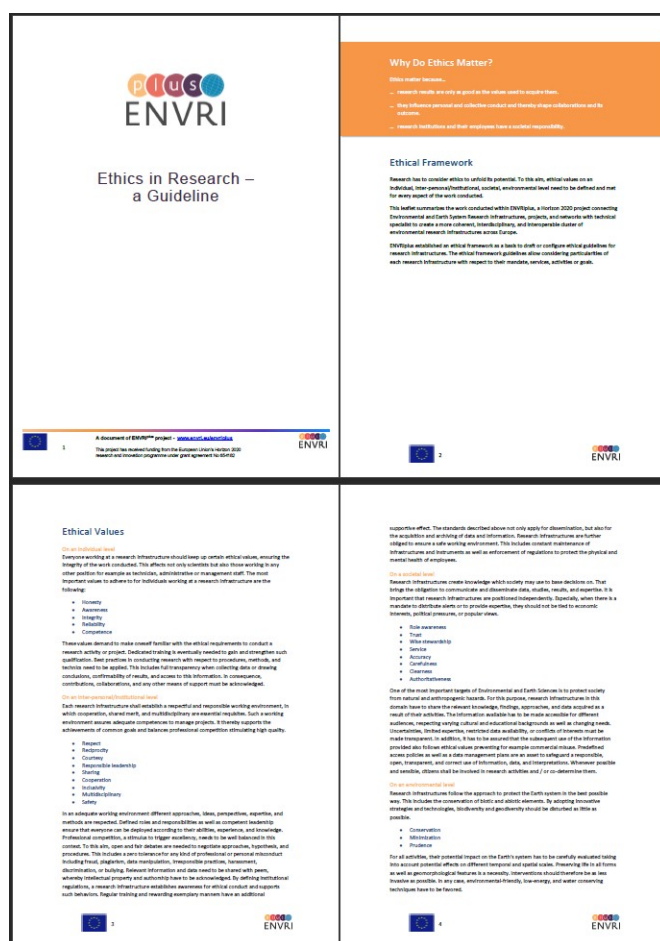 plus
ENVRI
Ethics in Research –
a Guideline
A document of ENVRIplus project - www.envri.eu/envriplus
1
This project has received funding from the European Union's Horizon 2020
research and innovation programme under grant agreement No 654182
ENVRI
Why Do Ethics Matter?
Ethics matter because...
... research results are only as good as the values used to acquire them.
... they influence personal and collective conduct and thereby shape collaborations and its
outcome.
... research institutions and their employees have a societal responsibility.
Ethical Framework
Research has to consider ethics to unfold its potential. To this aim, ethical values on an
individual, inter-personal/institutional, societal, environmental level need to be defined and met
for every aspect of the work conducted.
This leaflet summarizes the work conducted within ENVRIplus, a Horizon 2020 project connecting
Environmental and Earth System Research Infrastructures, projects, and networks with technical
specialist to create a more coherent, interdisciplinary, and interoperable cluster of
environmental research infrastructures across Europe.
ENVRIplus established an ethical framework as a basis to draft or configure ethical guidelines for
research infrastructures. The ethical framework guidelines allow considering particularities of
each research infrastructure with respect to their mandate, services, activities or goals.
2
ENVRI
Ethical Values
On an individual level
Everyone working at a research infrastructure should keep up certain ethical values, ensuring the
integrity of the work conducted. This affects not only scientists but also those working in any
other position for example as technician, administrative or management staff. The most
important values to adhere to for individuals working at a research infrastructure are the
following:
Honesty
Awareness
Integrity
Reliability
Competence
These values demand to make oneself familiar with the ethical requirements to conduct a
research activity or project. Dedicated training is eventually needed to gain and strengthen such
qualification. Best practices in conducting research with respect to procedures, methods, and
technics need to be applied. This includes full transparency when collecting data or drawing
conclusions, confirmability of results, and access to this information. In consequence,
contributions, collaborations, and any other means of support must be acknowledged.
On an inter-personal/institutional level
Each research infrastructure shall establish a respectful and responsible working environment, in
which cooperation, shared merit, and multidisciplinary are essential requisites. Such a working
environment assures adequate competences to manage projects. It thereby supports the
achievements of common goals and balances professional competition stimulating high quality.
Respect
Reciprocity
Courtesy
Responsible leadership
Sharing
Cooperation
Inclusivity
Multidisciplinary
Safety
In an adequate working environment different approaches, ideas, perspectives, expertise, and
methods are respected. Defined roles and responsibilities as well as competent leadership
ensure that everyone can be deployed according to their abilities, experience, and knowledge.
Professional competition, a stimulus to trigger excellency, needs to be well balanced in this
context. To this aim, open and fair debates are needed to negotiate approaches, hypothesis, and
procedures. This includes a zero tolerance for any kind of professional or personal misconduct
including fraud, plagiarism, data manipulation, irresponsible practices, harassment,
discrimination, or bullying. Relevant information and data need to be shared with peers,
whereby intellectual property and authorship have to be acknowledged. By defining institutional
regulations, a research infrastructure establishes awareness for ethical conduct and supports
such behaviors. Regular training and rewarding exemplary manners have an additional
3
ENVRI
supportive effect. The standards described above not only apply for dissemination, but also for
the acquisition and archiving of data and information. Research infrastructures are further
obliged to ensure a safe working environment. This includes constant maintenance of
infrastructures and instruments as well as enforcement of regulations to protect the physical and
mental health of employees.
On a societal level
Research infrastructures create knowledge which society may use to base decisions on. That
brings the obligation to communicate and disseminate data, studies, results, and expertise. It is
important that research infrastructures are positioned independently. Especially, when there is a
mandate to distribute alerts or to provide expertise, they should not be tied to economic
interests, political pressures, or popular views.
Role awareness
Trust
Wise stewardship
Service
Accuracy
Carefulness
Clearness
Authoritativeness
One of the most important targets of Environmental and Earth Sciences is to protect society
from natural and anthropogenic hazards. For this purpose, research infrastructures in this
domain have to share the relevant knowledge, findings, approaches, and data acquired as a
result of their activities. The information available has to be made accessible for different
audiences, respecting varying cultural and educational backgrounds as well as changing needs.
Uncertainties, limited expertise, restricted data availability, or conflicts of interests must be
made transparent. In addition, it has to be assured that the subsequent use of the information
provided also follows ethical values preventing for example commercial misuse. Predefined
access policies as well as a data management plans are an asset to safeguard a responsible,
open, transparent, and correct use of information, data, and interpretations. Whenever possible
and sensible, citizens shall be involved in research activities and / or co-determine them.
On an environmental level
Research infrastructures follow the approach to protect the Earth system in the best possible
way. This includes the conservation of biotic and abiotic elements. By adopting innovative
strategies and technologies, biodiversity and geodiversity should be disturbed as little as
possible.
Conservation
Minimization
Prudence
For all activities, their potential impact on the Earth's system has to be carefully evaluated taking
into account potential effects on different temporal and spatial scales. Preserving life in all forms
as well as geomorphological features is a necessity. Interventions should therefore be as less
invasive as possible. In any case, environmental-friendly, low-energy, and water conserving
techniques have to be favored.
4
ENVRI